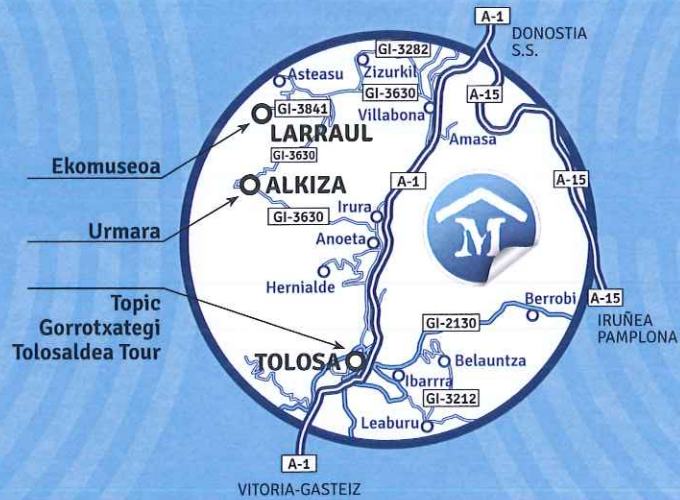 A-1
DONOSTIA
S.S.
GI-3282
Asteasu
Zizurkil
A-15
GI-3630
GI-3841
Villabona
LARRAUL
Amasa
GI-3630
Ekomuseoa
ALKIZA
A-1
A-15
Irura
GI-3630
Urmara
Anoeta
M
Hernialde
Berrobi
A-15
Topic
Gorrotxategi
Tolosaldea Tour
IRUÑEA
PAMPLONA
GI-2130
TOLOSA
Belauntza
Ibarrra
GI-3212
Leaburu
A-1
VITORIA-GASTEIZ